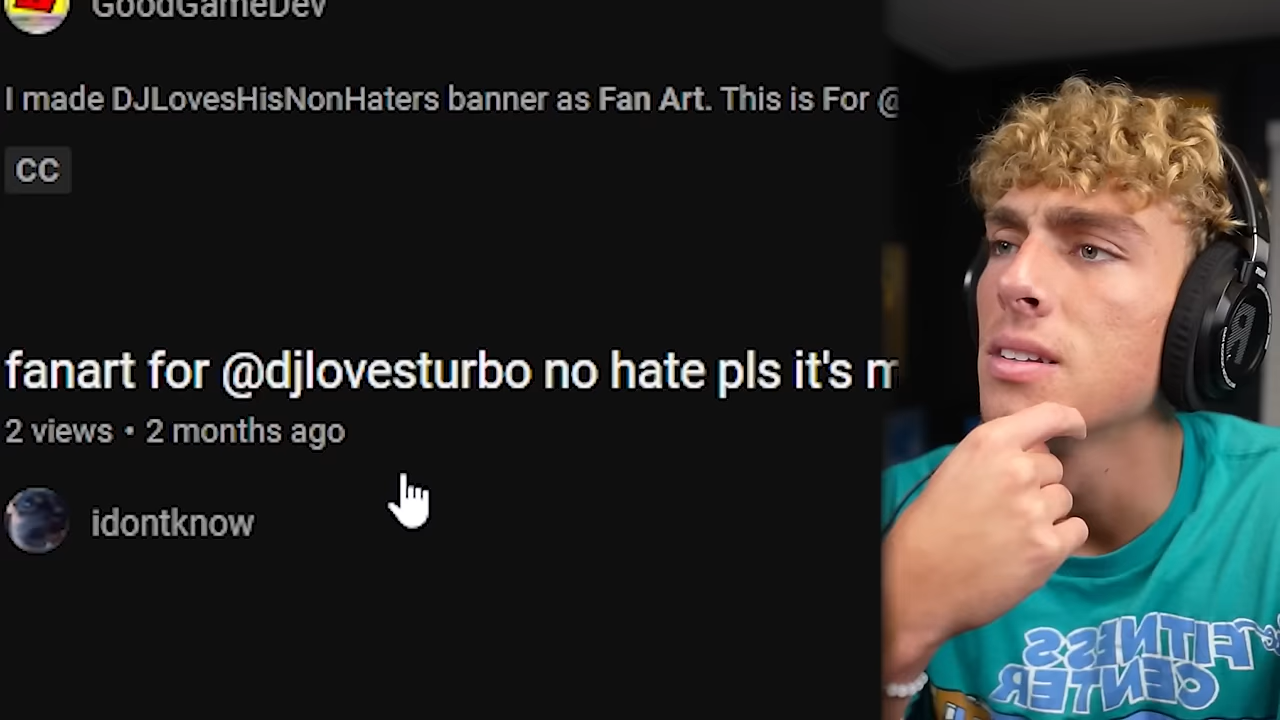 GoodGameDev
I made DJLovesHisNonHaters banner as Fan Art. This is For @
CC
fanart for @djlovesturbo no hate pls it's m
2 views • 2 months ago
idontknow
FITNESS
CENTER